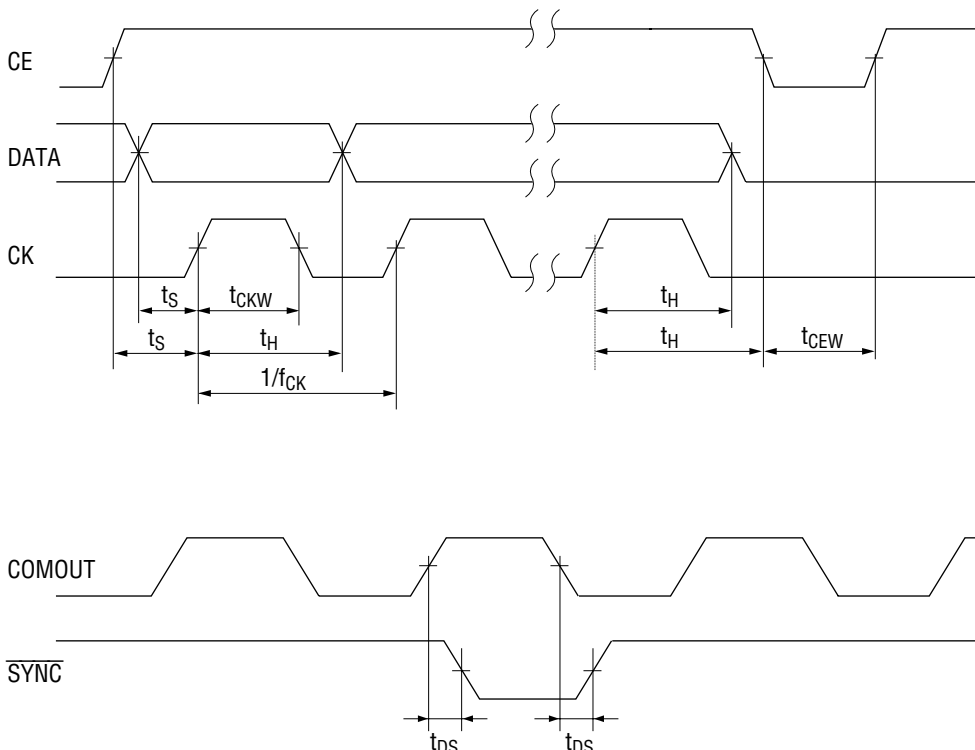 CE
DATA
CK
tS tCKW tH
tS tH tH tCEW
1/fCK
COMOUT
SYNC
tDS tDS